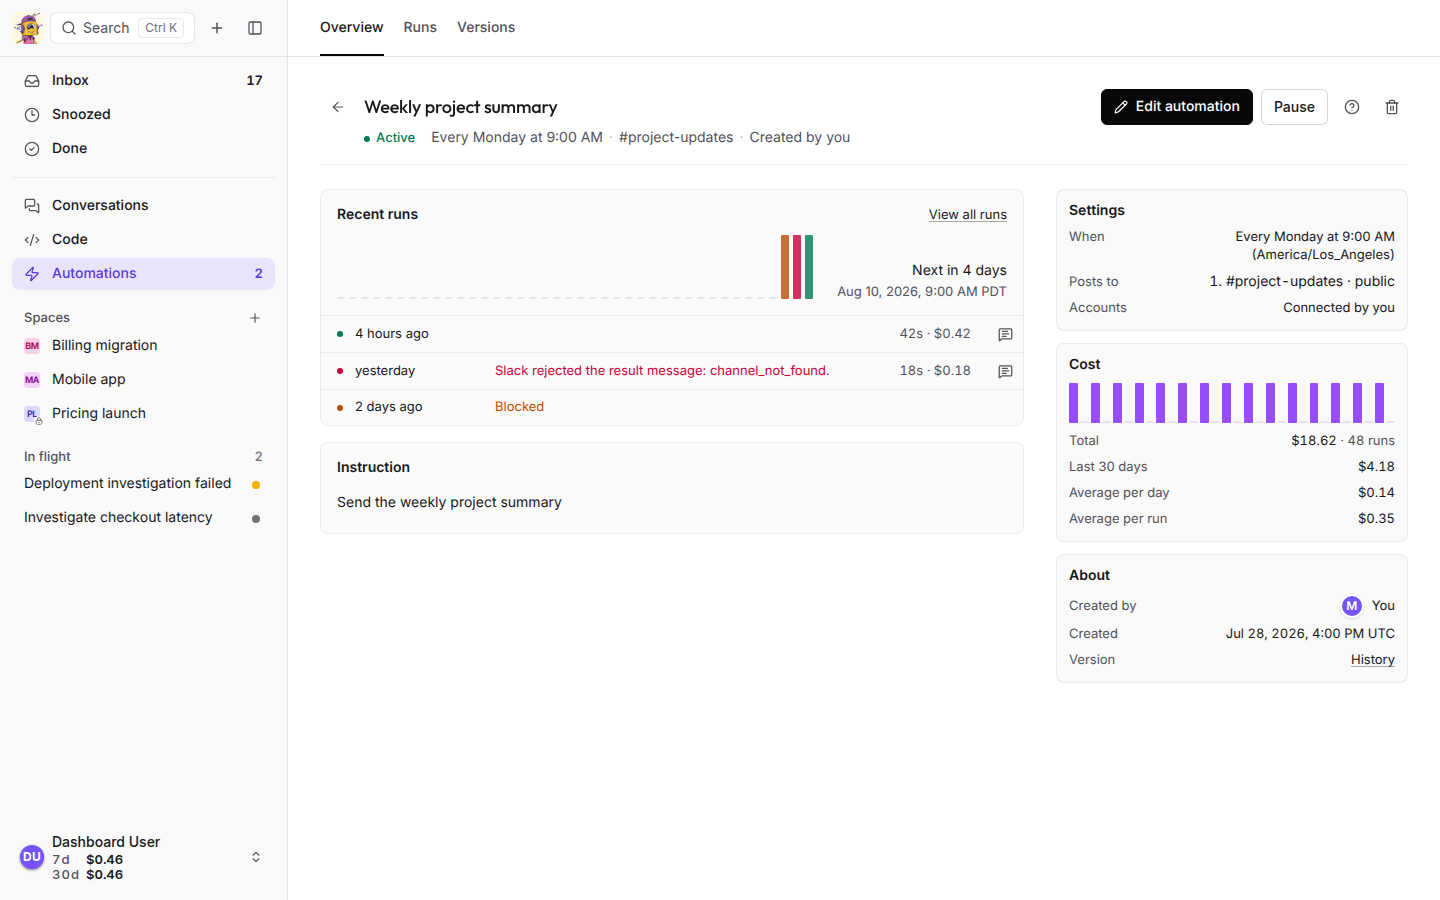 Search Ctrl K
Inbox 17
Snoozed
Done
Conversations
Code
Automations 2
Spaces
BM Billing migration
MA Mobile app
PL Pricing launch
In flight 2
Deployment investigation failed
Investigate checkout latency
DU Dashboard User
7d $0.46
30d $0.46
Overview Runs Versions
Weekly project summary
Active Every Monday at 9:00 AM · #project-updates · Created by you
Edit automation Pause
Recent runs View all runs
Next in 4 days
Aug 10, 2026, 9:00 AM PDT
4 hours ago 42s · $0.42
yesterday Slack rejected the result message: channel_not_found. 18s · $0.18
2 days ago Blocked
Instruction
Send the weekly project summary
Settings
When Every Monday at 9:00 AM
(America/Los_Angeles)
Posts to 1. #project-updates · public
Accounts Connected by you
Cost
Total $18.62 · 48 runs
Last 30 days $4.18
Average per day $0.14
Average per run $0.35
About
Created by M You
Created Jul 28, 2026, 4:00 PM UTC
Version History